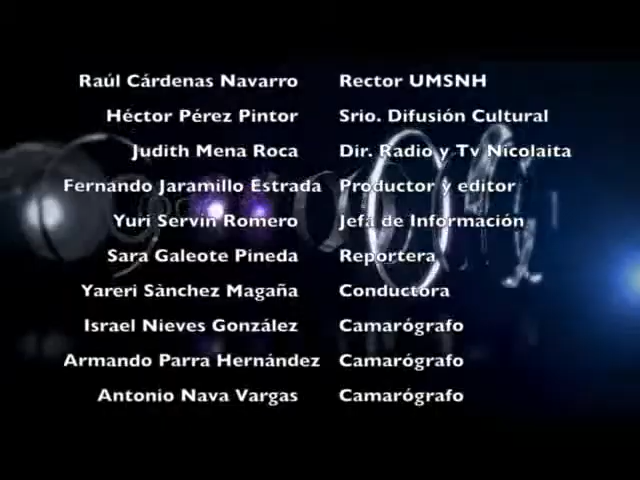 Raúl Cárdenas Navarro Rector UMSNH
Héctor Pérez Pintor Srio. Difusión Cultural
Judith Mena Roca Dir. Radio y Tv Nicolaita
Fernando Jaramillo Estrada Productor y editor
Yuri Servín Romero Jefa de Información
Sara Galeote Pineda Reportera
Yareri Sànchez Magaña Conductora
Israel Nieves González Camarógrafo
Armando Parra Hernández Camarógrafo
Antonio Nava Vargas Camarógrafo